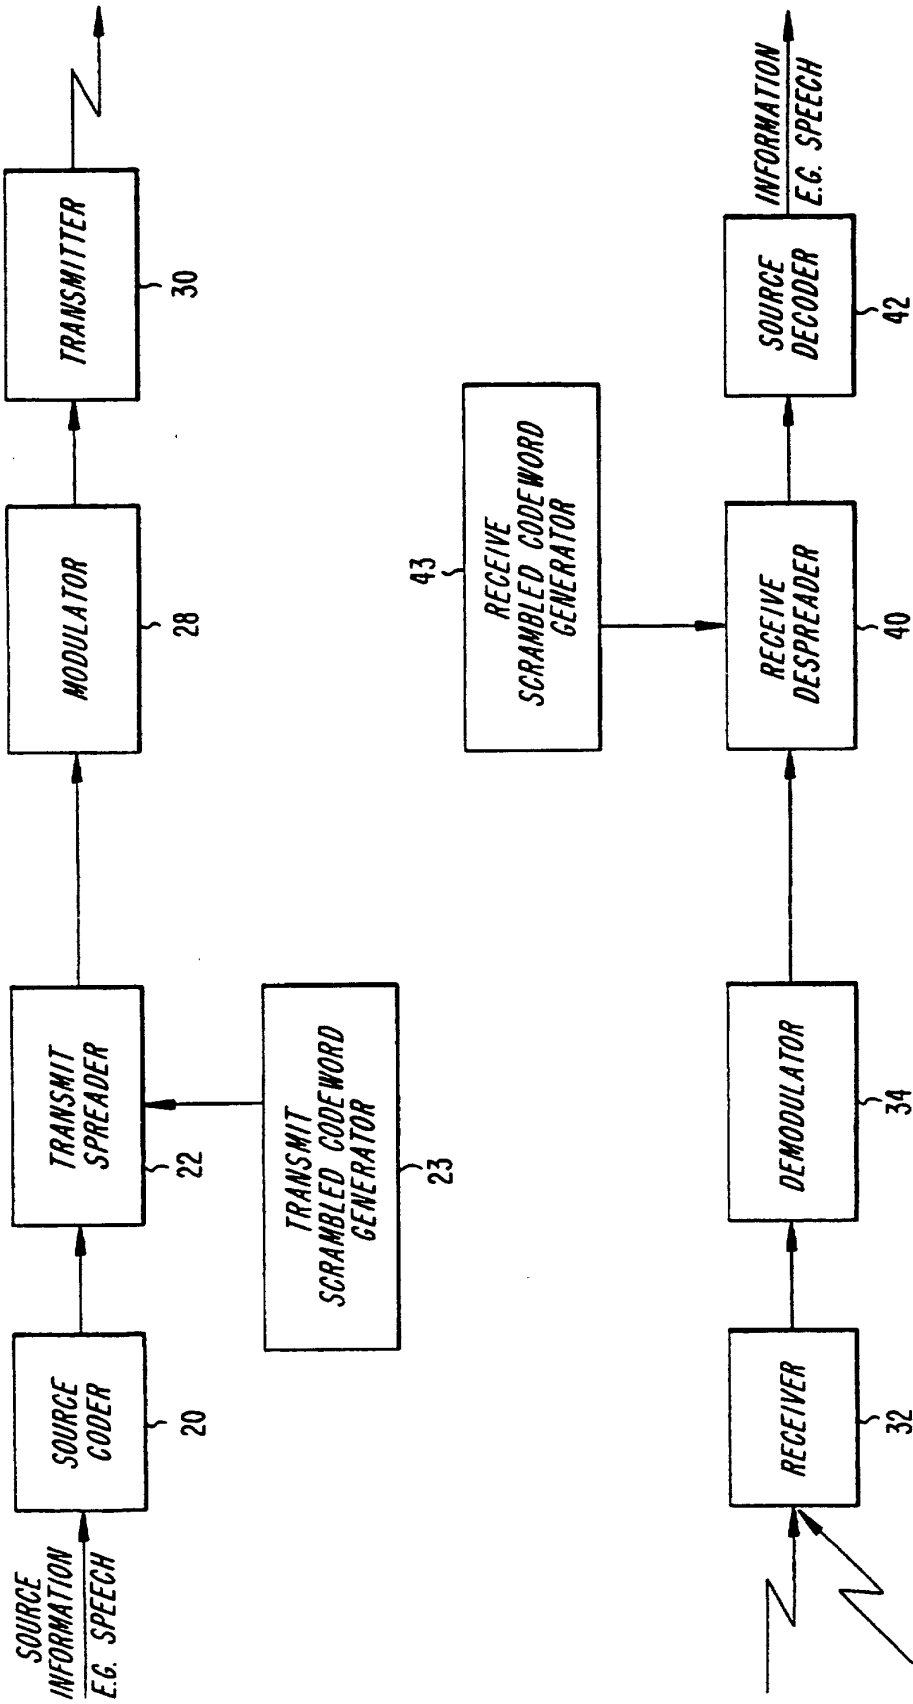 SOURCE
INFORMATION
E.G. SPEECH
SOURCE
CODER
20
TRANSMIT
SPREADER
22
TRANSMIT
SCRAMBLED CODEWORD
GENERATOR
23
MODULATOR
28
TRANSMITTER
30
RECEIVER
32
DEMODULATOR
34
RECEIVE
SCRAMBLED CODEWORD
GENERATOR
43
RECEIVE
DESPREADER
40
SOURCE
DECODER
42
INFORMATION
E.G. SPEECH